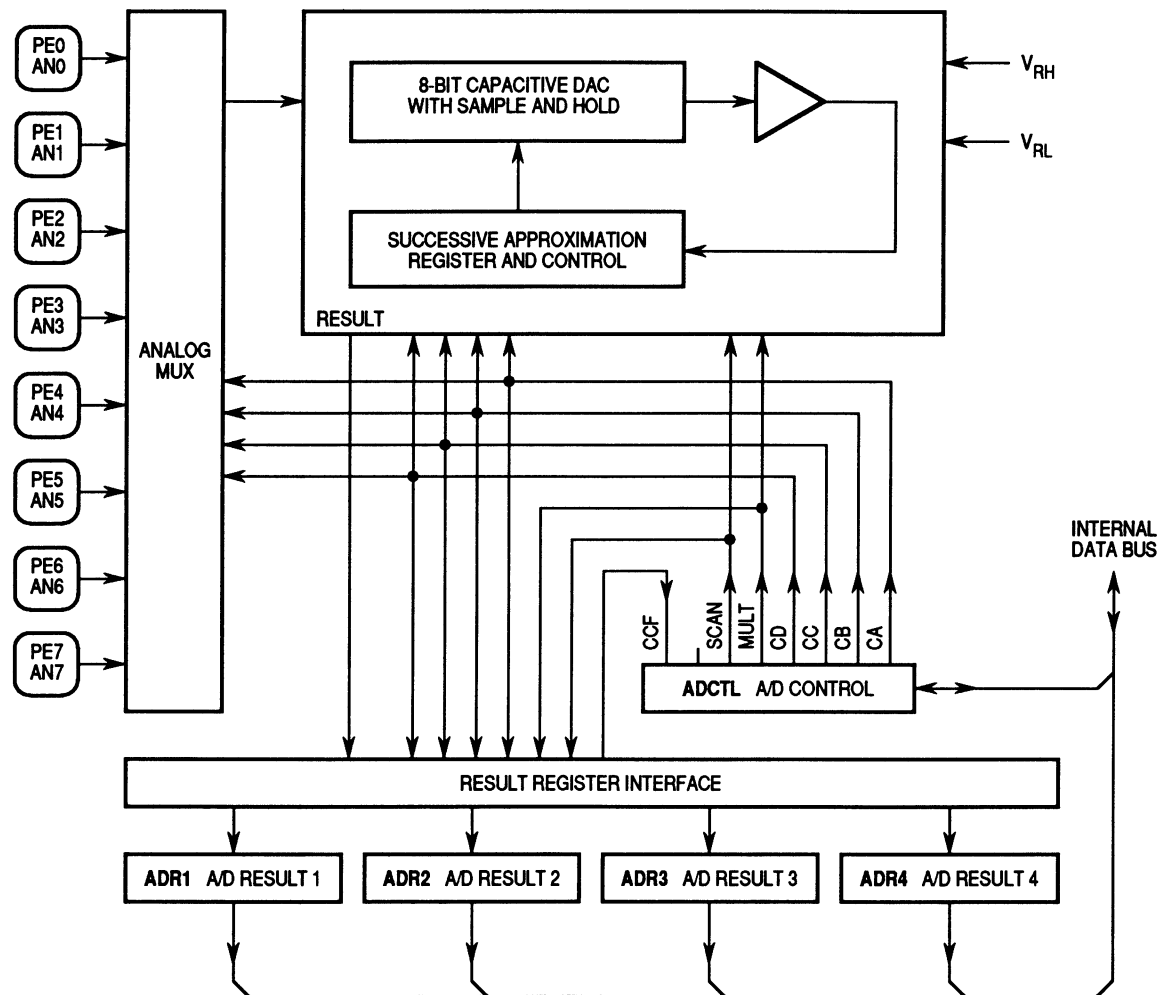 PE0
AN0
PE1
AN1
PE2
AN2
PE3
AN3
PE4
AN4
PE5
AN5
PE6
AN6
PE7
AN7
ANALOG
MUX
8-BIT CAPACITIVE DAC
WITH SAMPLE AND HOLD
SUCCESSIVE APPROXIMATION
REGISTER AND CONTROL
RESULT
VRH
VRL
INTERNAL
DATA BUS
CCF
SCAN
MULT
CD
CC
CB
CA
ADCTL A/D CONTROL
RESULT REGISTER INTERFACE
ADR1 A/D RESULT 1
ADR2 A/D RESULT 2
ADR3 A/D RESULT 3
ADR4 A/D RESULT 4